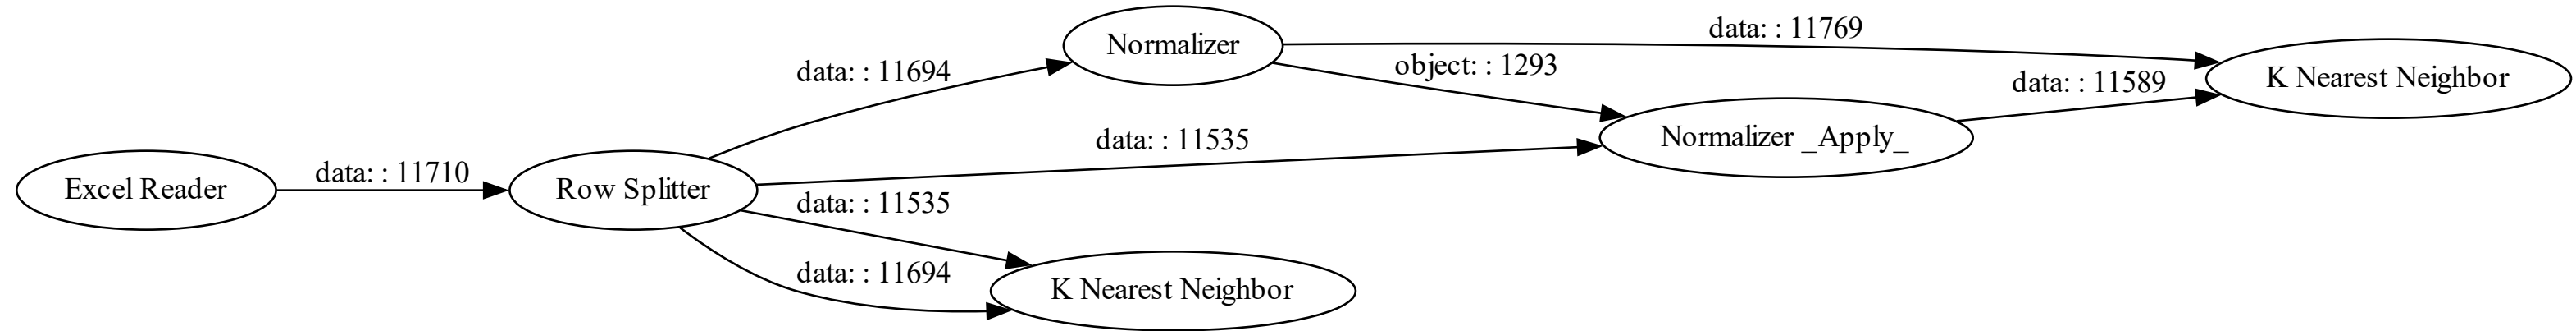 Excel Reader
data: : 11710
Row Splitter
data: : 11694
Normalizer
data: : 11769
object: : 1293
data: : 11535
Normalizer _Apply_
data: : 11589
K Nearest Neighbor
data: : 11535
data: : 11694
K Nearest Neighbor